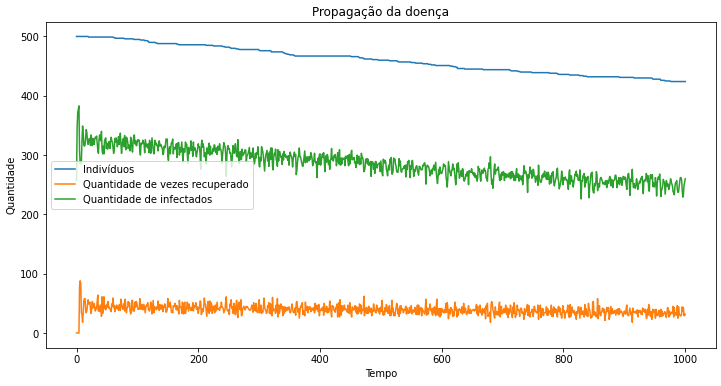 Propagação da doença
Quantidade
500
400
300
200
100
0
Indivíduos
Quantidade de vezes recuperado
Quantidade de infectados
0
200
400
600
800
1000
Tempo